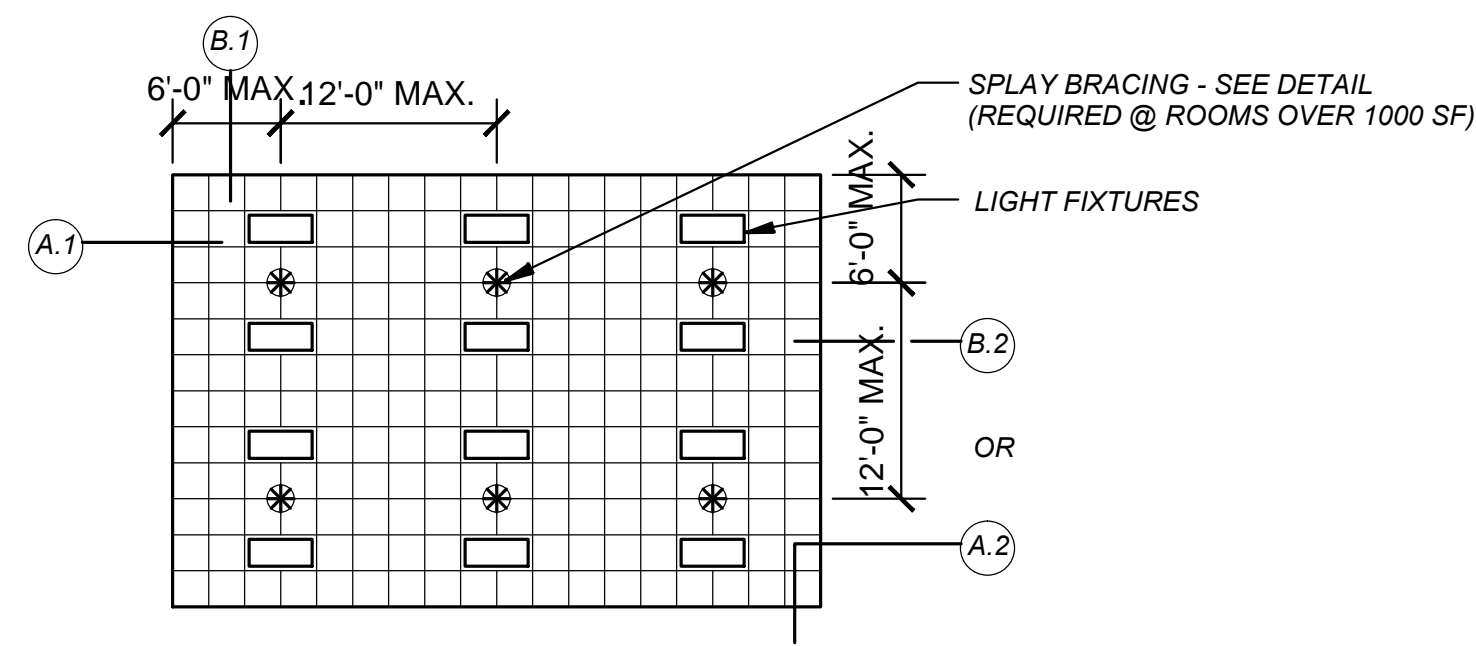 B.1
6'-0" MAX.
12'-0" MAX.
SPLAY BRACING - SEE DETAIL
(REQUIRED @ ROOMS OVER 1000 SF)
6'-0" MAX.
LIGHT FIXTURES
A.1
12'-0" MAX.
B.2
OR
A.2